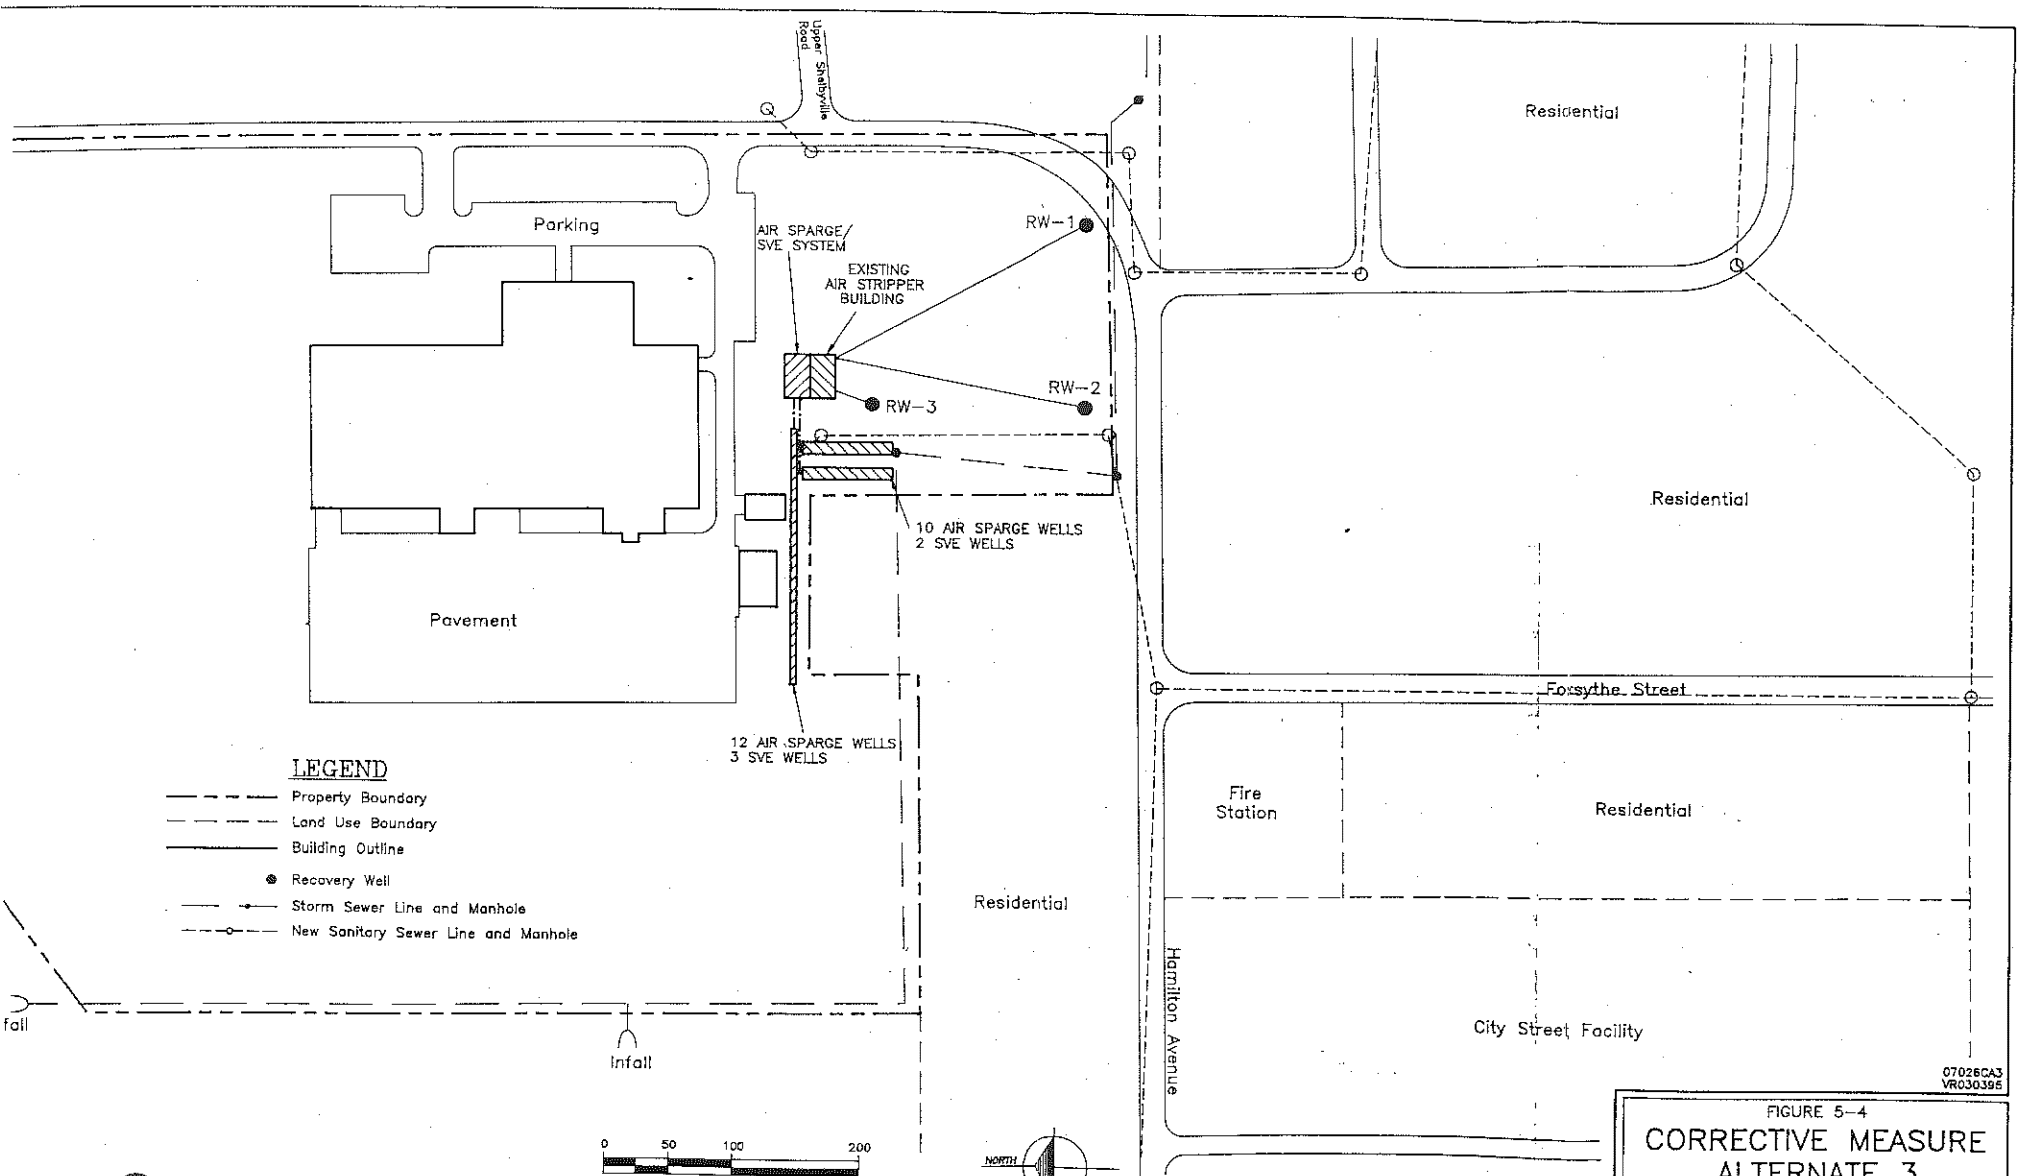 Upper Shelbyville
Road
Residential
Parking
AIR SPARGE/
SVE SYSTEM
RW-1
EXISTING
AIR STRIPPER
BUILDING
RW-2
RW-3
Residential
10 AIR SPARGE WELLS
2 SVE WELLS
Pavement
Forsythe Street
12 AIR SPARGE WELLS
3 SVE WELLS
LEGEND
Property Boundary
Land Use Boundary
Building Outline
Recovery Well
Storm Sewer Line and Manhole
New Sanitary Sewer Line and Manhole
Fire
Station
Residential
Residential
Hamilton Avenue
City Street Facility
fall
Infall
07026CA3
VR030395
0 50 100 200
NORTH
FIGURE 5-4
CORRECTIVE MEASURE
ALTERNATE 3